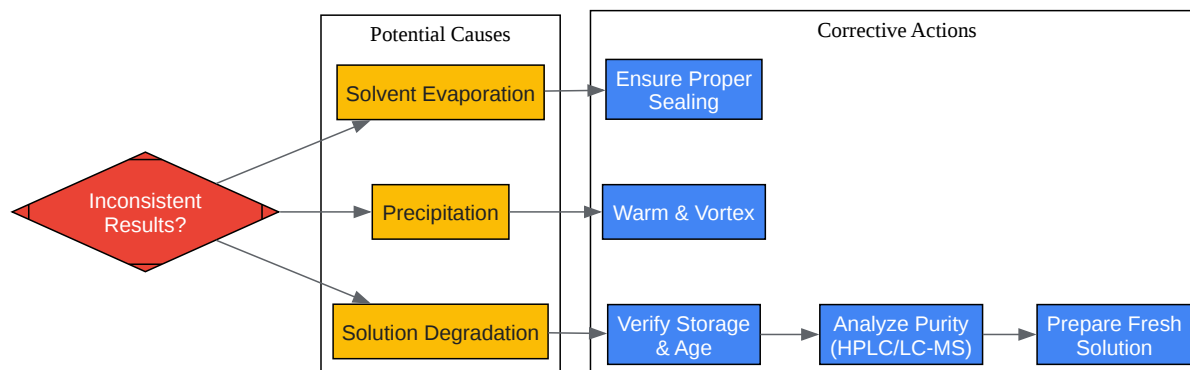 Potential Causes
Corrective Actions
Inconsistent
Results?
Solvent Evaporation
Ensure Proper
Sealing
Precipitation
Warm & Vortex
Solution Degradation
Verify Storage
& Age
Analyze Purity
(HPLC/LC-MS)
Prepare Fresh
Solution